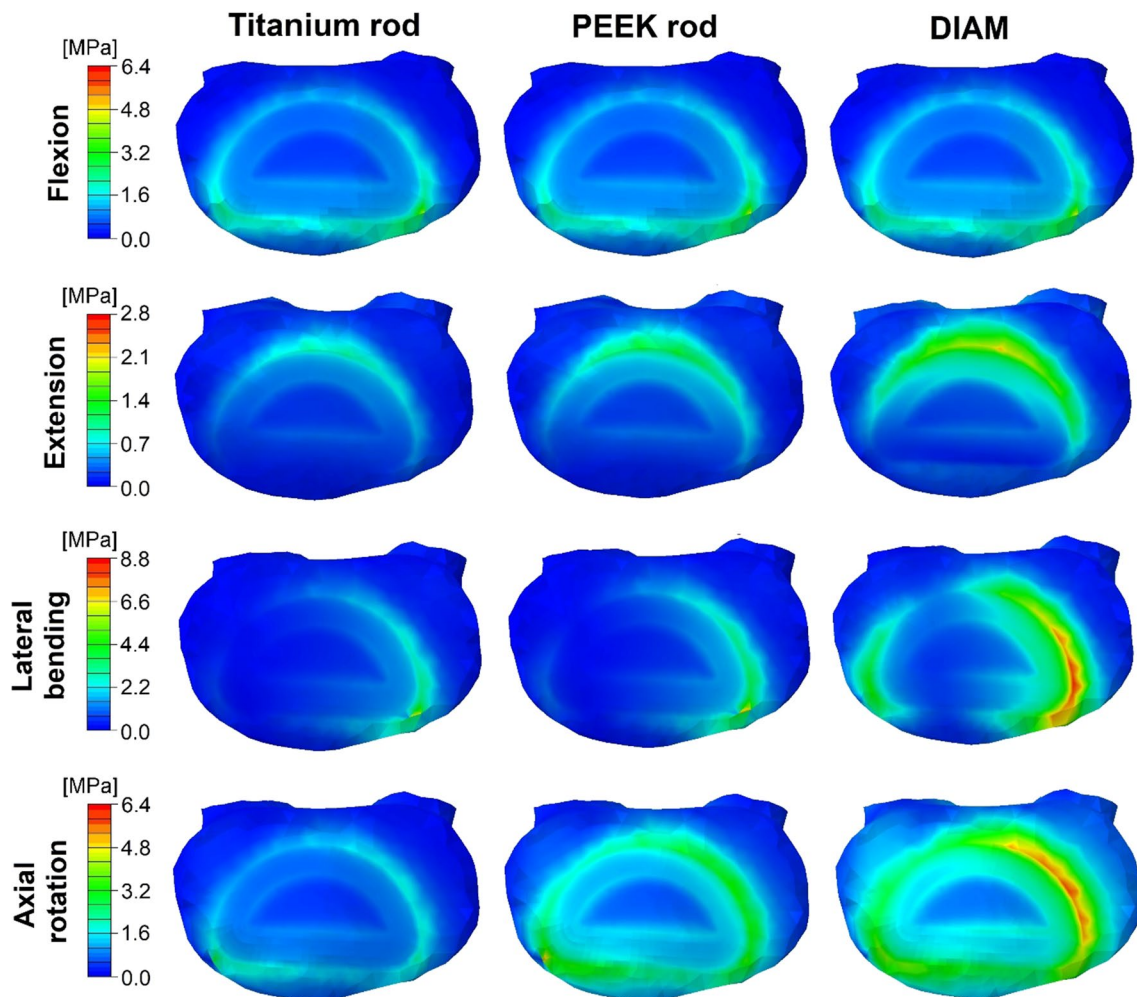 Titanium rod PEEK rod DIAM
[MPa]
6.4
4.8
3.2
1.6
0.0
Flexion
[MPa]
2.8
2.1
1.4
0.7
0.0
Extension
[MPa]
8.8
6.6
4.4
2.2
0.0
Lateral
bending
[MPa]
6.4
4.8
3.2
1.6
0.0
Axial
rotation